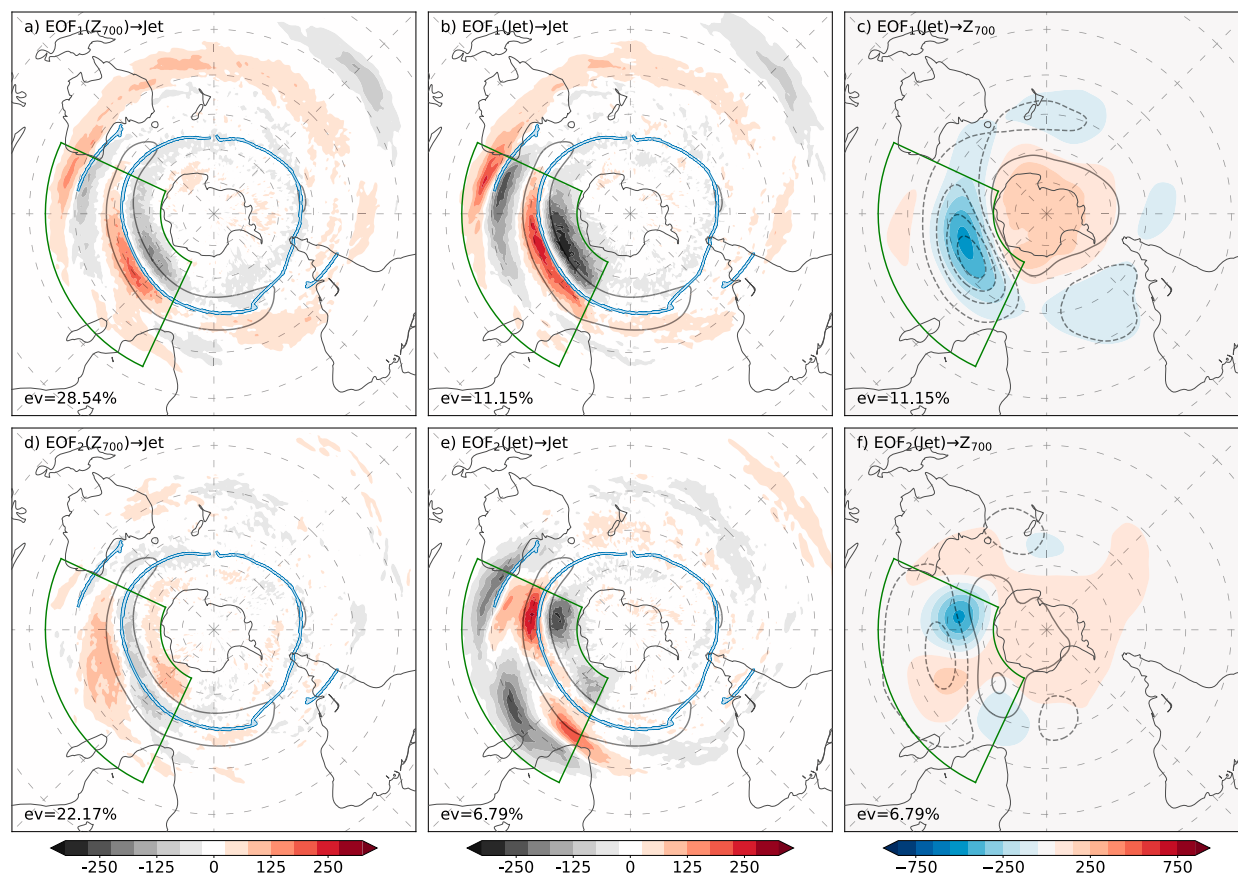 a) EOF₁(Z₇₀₀)→Jet
b) EOF₁(Jet)→Jet
c) EOF₁(Jet)→Z₇₀₀
ev=28.54%
ev=11.15%
ev=11.15%
d) EOF₂(Z₇₀₀)→Jet
e) EOF₂(Jet)→Jet
f) EOF₂(Jet)→Z₇₀₀
ev=22.17%
ev=6.79%
ev=6.79%
-250 -125 0 125 250
-250 -125 0 125 250
−750 −250 250 750